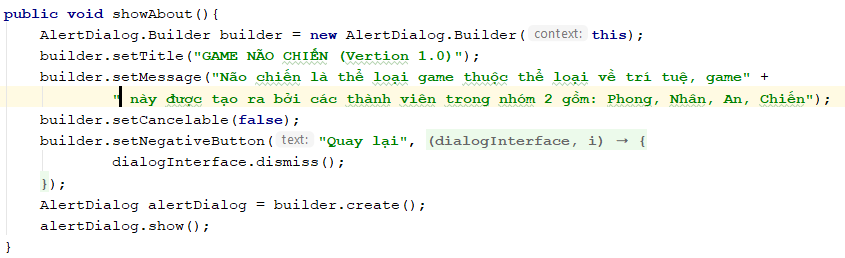 public void showAbout(){
    AlertDialog.Builder builder = new AlertDialog.Builder( context: this);
    builder.setTitle("GAME NÃO CHIẾN (Vertion 1.0)");
    builder.setMessage("Não chiến là thể loại game thuộc thể loại về trí tuệ, game" +
            " này được tạo ra bởi các thành viên trong nhóm 2 gồm: Phong, Nhân, An, Chiến");
    builder.setCancelable(false);
    builder.setNegativeButton( text: "Quay lại", (dialogInterface, i) → {
            dialogInterface.dismiss();
    });
    AlertDialog alertDialog = builder.create();
    alertDialog.show();
}